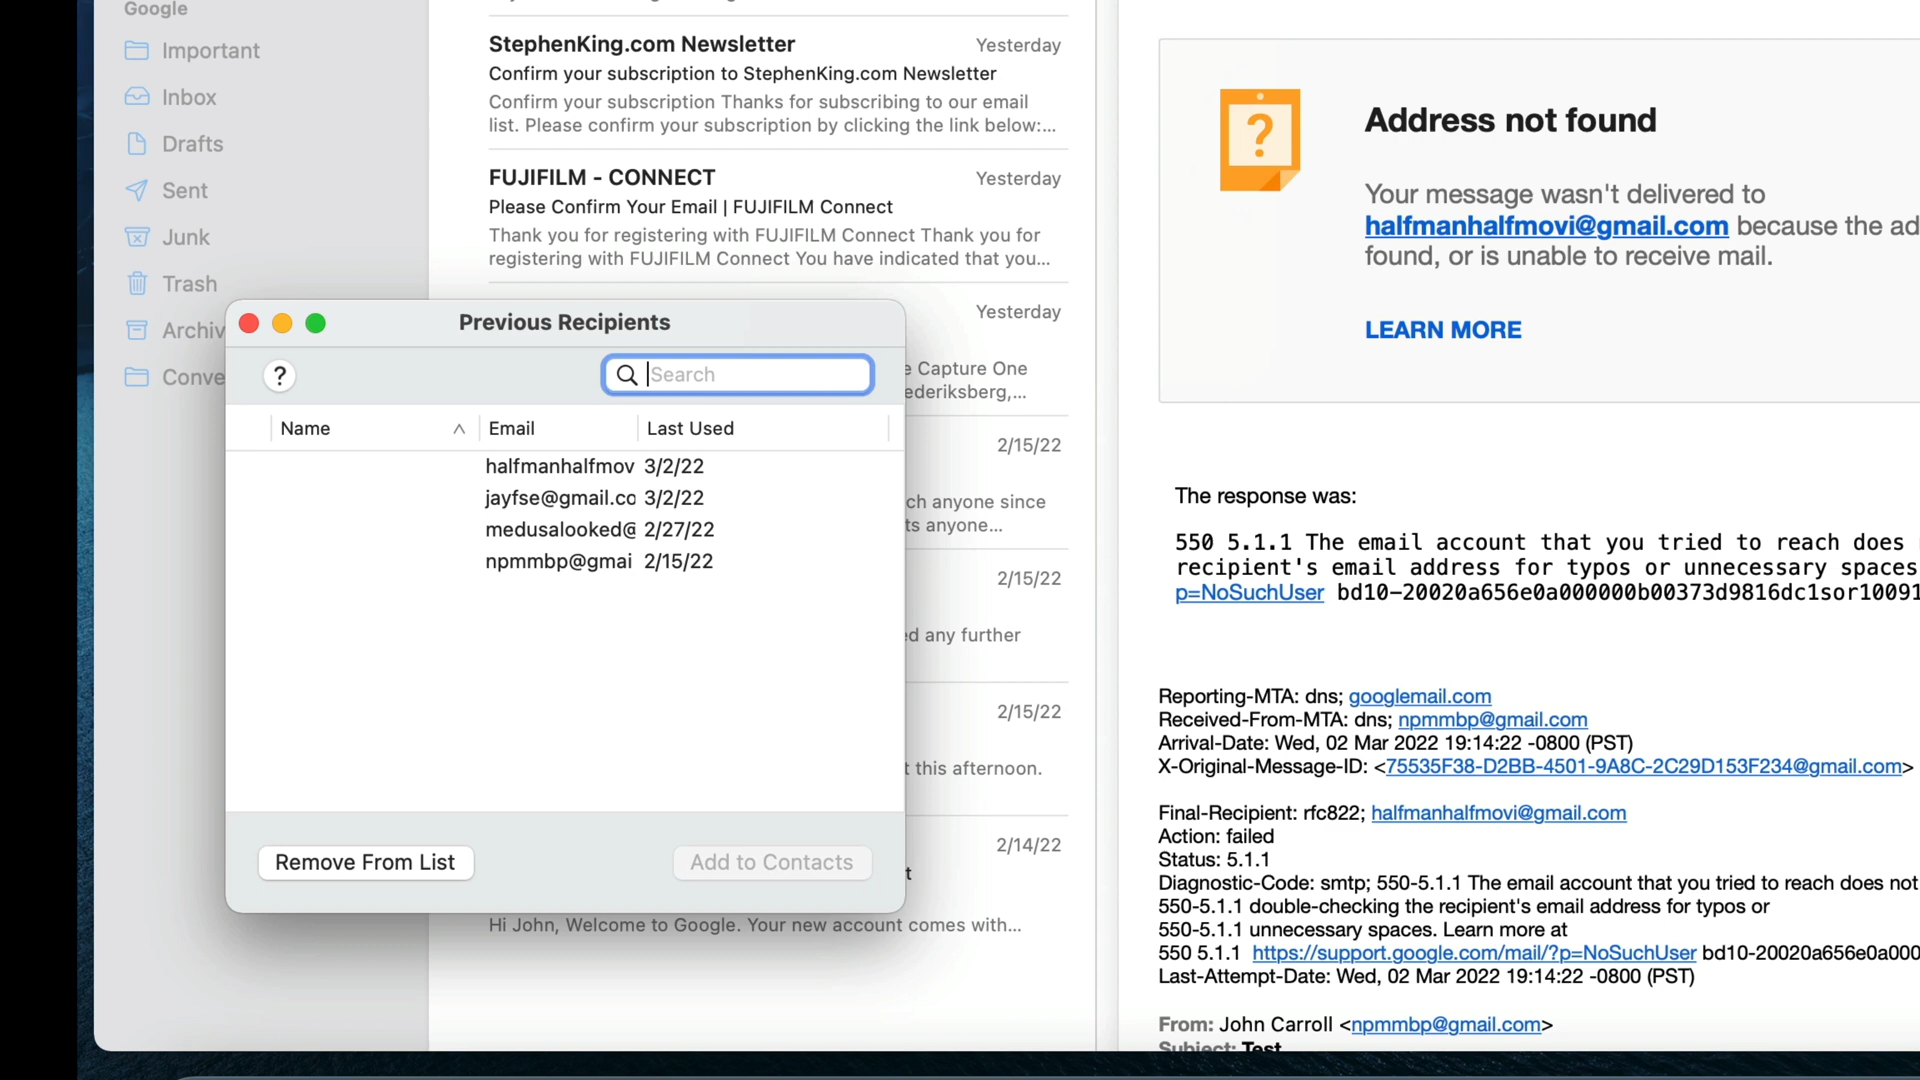 Google
Important
Inbox
Drafts
Sent
Junk
Trash
Archiv
Conve
StephenKing.com Newsletter
Yesterday
Confirm your subscription to StephenKing.com Newsletter
Confirm your subscription Thanks for subscribing to our email
list. Please confirm your subscription by clicking the link below:...
FUJIFILM - CONNECT
Yesterday
Please Confirm Your Email | FUJIFILM Connect
Thank you for registering with FUJIFILM Connect Thank you for
registering with FUJIFILM Connect You have indicated that you...
Yesterday
e Capture One
ederiksberg,...
2/15/22
ch anyone since
ts anyone...
2/15/22
ed any further
2/15/22
t this afternoon.
2/14/22
t
Hi John, Welcome to Google. Your new account comes with...
Previous Recipients
?
Search
Name
Email
Last Used
halfmanhalfmov 3/2/22
jayfse@gmail.co 3/2/22
medusalooked@ 2/27/22
npmmbp@gmai 2/15/22
Remove From List
Add to Contacts
?
Address not found
Your message wasn't delivered to
halfmanhalfmovi@gmail.com because the ad
found, or is unable to receive mail.
LEARN MORE
The response was:
550 5.1.1 The email account that you tried to reach does
recipient's email address for typos or unnecessary spaces
p=NoSuchUser bd10-20020a656e0a000000b00373d9816dc1sor10091
Reporting-MTA: dns; googlemail.com
Received-From-MTA: dns; npmmbp@gmail.com
Arrival-Date: Wed, 02 Mar 2022 19:14:22 -0800 (PST)
X-Original-Message-ID: <75535F38-D2BB-4501-9A8C-2C29D153F234@gmail.com>
Final-Recipient: rfc822; halfmanhalfmovi@gmail.com
Action: failed
Status: 5.1.1
Diagnostic-Code: smtp; 550-5.1.1 The email account that you tried to reach does not
550-5.1.1 double-checking the recipient's email address for typos or
550-5.1.1 unnecessary spaces. Learn more at
550 5.1.1 https://support.google.com/mail/?p=NoSuchUser bd10-20020a656e0a000
Last-Attempt-Date: Wed, 02 Mar 2022 19:14:22 -0800 (PST)
From: John Carroll <npmmbp@gmail.com>
Subject: Test